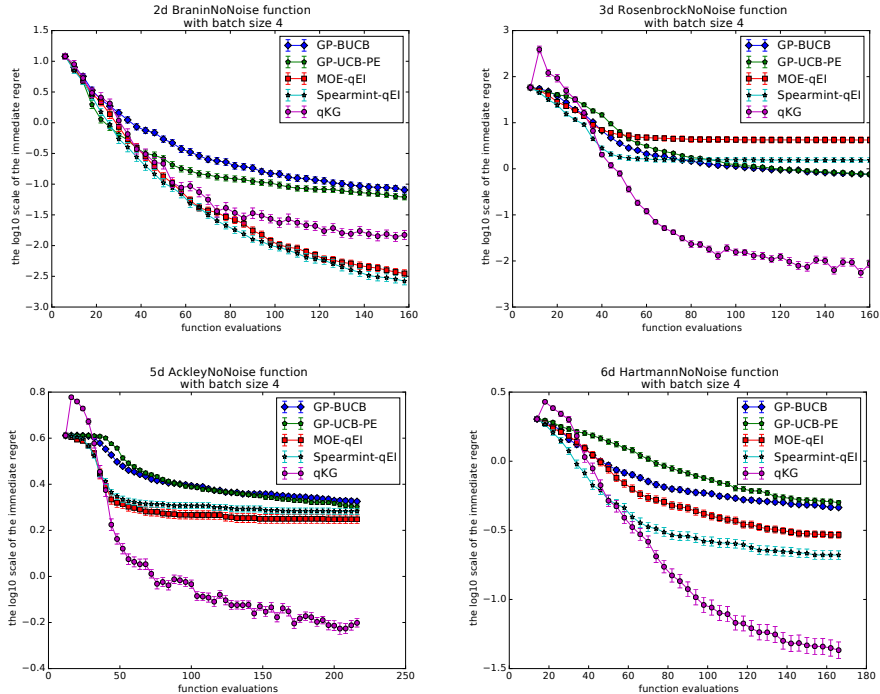 2d BraninNoNoise function
with batch size 4
the log10 scale of the immediate regret
1.5
1.0
0.5
0.0
−0.5
−1.0
−1.5
−2.0
−2.5
−3.0
GP-BUCB
GP-UCB-PE
MOE-qEI
Spearmint-qEI
qKG
0 20 40 60 80 100 120 140 160
function evaluations
3d RosenbrockNoNoise function
with batch size 4
the log10 scale of the immediate regret
3
2
1
0
−1
−2
−3
GP-BUCB
GP-UCB-PE
MOE-qEI
Spearmint-qEI
qKG
0 20 40 60 80 100 120 140 160
function evaluations
5d AckleyNoNoise function
with batch size 4
the log10 scale of the immediate regret
0.8
0.6
0.4
0.2
0.0
−0.2
−0.4
GP-BUCB
GP-UCB-PE
MOE-qEI
Spearmint-qEI
qKG
0 50 100 150 200 250
function evaluations
6d HartmannNoNoise function
with batch size 4
the log10 scale of the immediate regret
0.5
0.0
−0.5
−1.0
−1.5
GP-BUCB
GP-UCB-PE
MOE-qEI
Spearmint-qEI
qKG
0 20 40 60 80 100 120 140 160 180
function evaluations